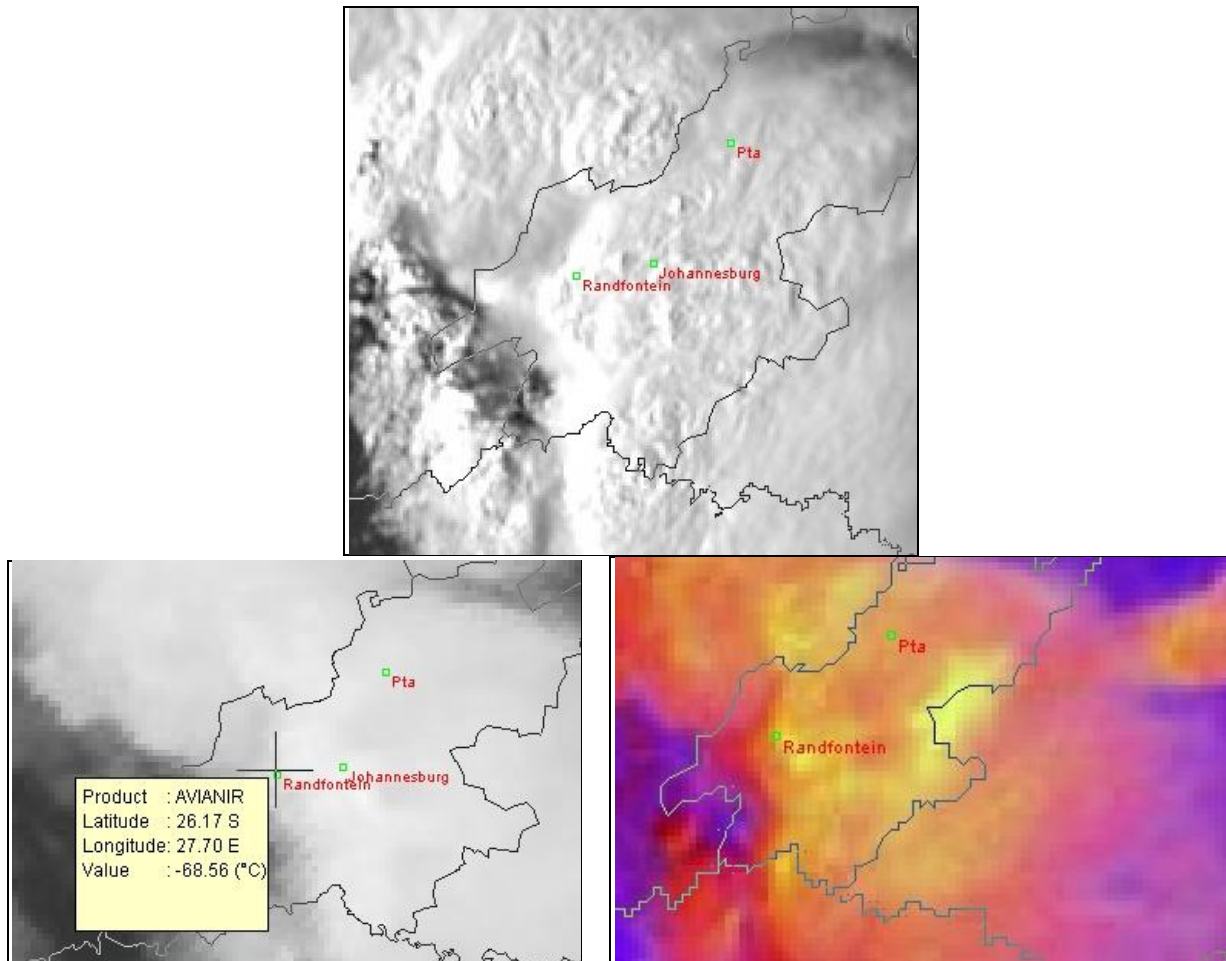 Pta
Johannesburg
Randfontein
Pta
Johannesburg
Randfontein
Product : AVIANIR
Latitude : 26.17 S
Longitude: 27.70 E
Value : -68.56 (°C)
Pta
Randfontein